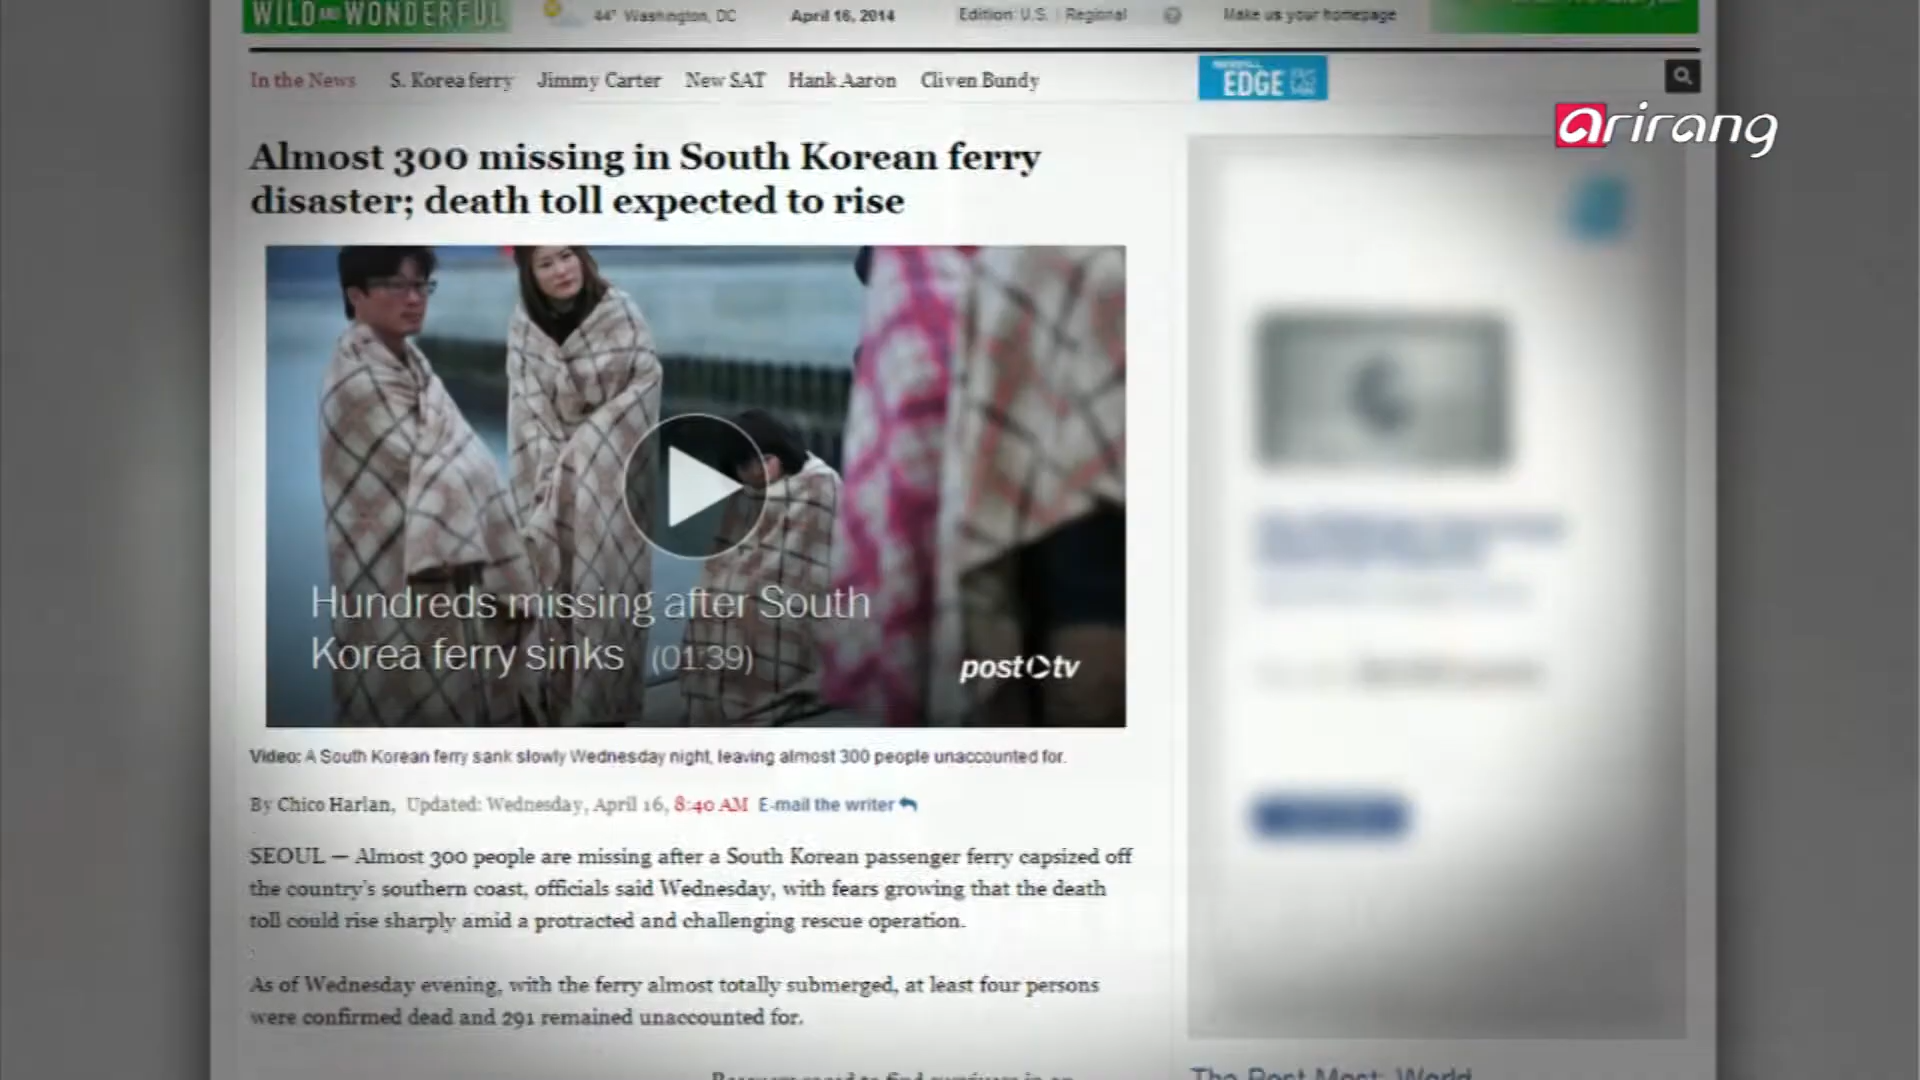 WILD AND WONDERFUL
44° Washington, DC
April 16, 2014
Edition: U.S. | Regional
Make us your homepage
In the News
S. Korea ferry
Jimmy Carter
New SAT
Hank Aaron
Cliven Bundy
EDGE
arirang
Almost 300 missing in South Korean ferry
disaster; death toll expected to rise
Hundreds missing after South
Korea ferry sinks (01:39)
post tv
Video: A South Korean ferry sank slowly Wednesday night, leaving almost 300 people unaccounted for.
By Chico Harlan, Updated: Wednesday, April 16, 8:40 AM E-mail the writer
SEOUL — Almost 300 people are missing after a South Korean passenger ferry capsized off
the country's southern coast, officials said Wednesday, with fears growing that the death
toll could rise sharply amid a protracted and challenging rescue operation.
As of Wednesday evening, with the ferry almost totally submerged, at least four persons
were confirmed dead and 291 remained unaccounted for.
The Post Most: World